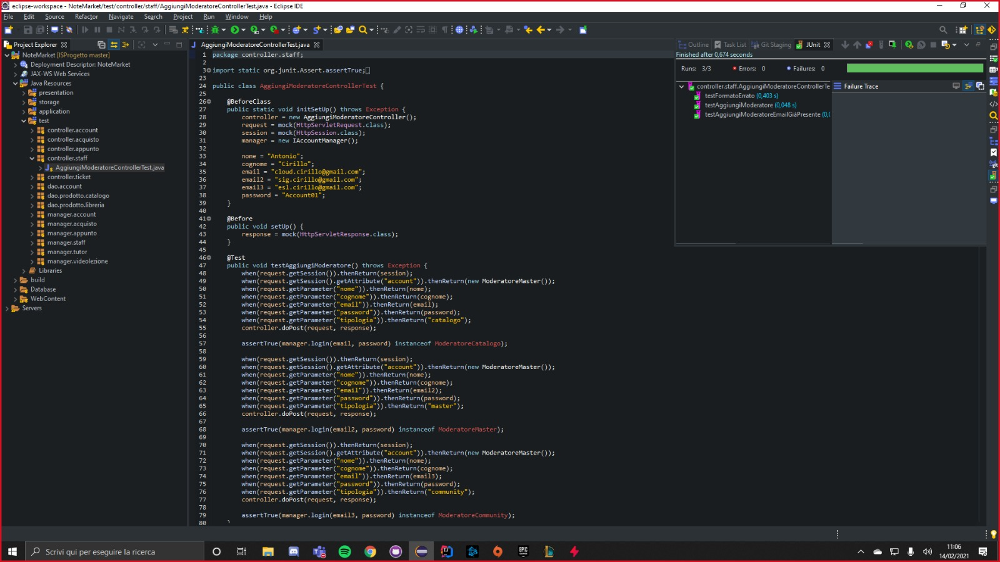 eclipse-workspace - NoteMarket/test/controller/staff/AggiungiModeratoreControllerTest.java - Eclipse IDE
File Edit Source Refactor Navigate Search Project Run Window Help
Project Explorer
NoteMarket [ISProgetto master]
Deployment Descriptor: NoteMarket
JAX-WS Web Services
Java Resources
presentation
storage
application
test
controller.account
controller.acquisto
controller.appunto
controller.staff
AggiungiModeratoreControllerTest.java
controller.ticket
dao.account
dao.prodotto.catalogo
dao.prodotto.libreria
manager.account
manager.acquisto
manager.appunto
manager.staff
manager.tutor
manager.videolezione
Libraries
build
Database
WebContent
Servers
AggiungiModeratoreControllerTest.java
1 package controller.staff;
2
3 import static org.junit.Assert.assertTrue;
23
24 public class AggiungiModeratoreControllerTest {
25
26 @BeforeClass
27 public static void initSetUp() throws Exception {
28 controller = new AggiungiModeratoreController();
29 request = mock(HttpServletRequest.class);
30 session = mock(HttpSession.class);
31 manager = new IAccountManager();
32
33 nome = "Antonio";
34 cognome = "Cirillo";
35 email = "cloud.cirillo@gmail.com";
36 email2 = "sig.cirillo@gmail.com";
37 email3 = "esl.cirillo@gmail.com";
38 password = "Account01";
39 }
40
41 @Before
42 public void setUp() {
43 response = mock(HttpServletResponse.class);
44 }
45
46 @Test
47 public void testAggiungiModeratore() throws Exception {
48 when(request.getSession()).thenReturn(session);
49 when(request.getSession().getAttribute("account")).thenReturn(new ModeratoreMaster());
50 when(request.getParameter("nome")).thenReturn(nome);
51 when(request.getParameter("cognome")).thenReturn(cognome);
52 when(request.getParameter("email")).thenReturn(email);
53 when(request.getParameter("password")).thenReturn(password);
54 when(request.getParameter("tipologia")).thenReturn("catalogo");
55 controller.doPost(request, response);
56
57 assertTrue(manager.login(email, password) instanceof ModeratoreCatalogo);
58
59 when(request.getSession()).thenReturn(session);
60 when(request.getSession().getAttribute("account")).thenReturn(new ModeratoreMaster());
61 when(request.getParameter("nome")).thenReturn(nome);
62 when(request.getParameter("cognome")).thenReturn(cognome);
63 when(request.getParameter("email")).thenReturn(email2);
64 when(request.getParameter("password")).thenReturn(password);
65 when(request.getParameter("tipologia")).thenReturn("master");
66 controller.doPost(request, response);
67
68 assertTrue(manager.login(email2, password) instanceof ModeratoreMaster);
69
70 when(request.getSession()).thenReturn(session);
71 when(request.getSession().getAttribute("account")).thenReturn(new ModeratoreMaster());
72 when(request.getParameter("nome")).thenReturn(nome);
73 when(request.getParameter("cognome")).thenReturn(cognome);
74 when(request.getParameter("email")).thenReturn(email3);
75 when(request.getParameter("password")).thenReturn(password);
76 when(request.getParameter("tipologia")).thenReturn("community");
77 controller.doPost(request, response);
78
79 assertTrue(manager.login(email3, password) instanceof ModeratoreCommunity);
80 }
Outline Task List Git Staging JUnit
Finished after 0,674 seconds
Runs: 3/3 Errors: 0 Failures: 0
controller.staff.AggiungiModeratoreControllerTe
testFormatoErrato (0,403 s)
testAggiungiModeratore (0,048 s)
testAggiungiModeratoreEmailGiàPresente (0,0
Failure Trace
Scrivi qui per eseguire la ricerca
EPIC GAMES
11:06
14/02/2021